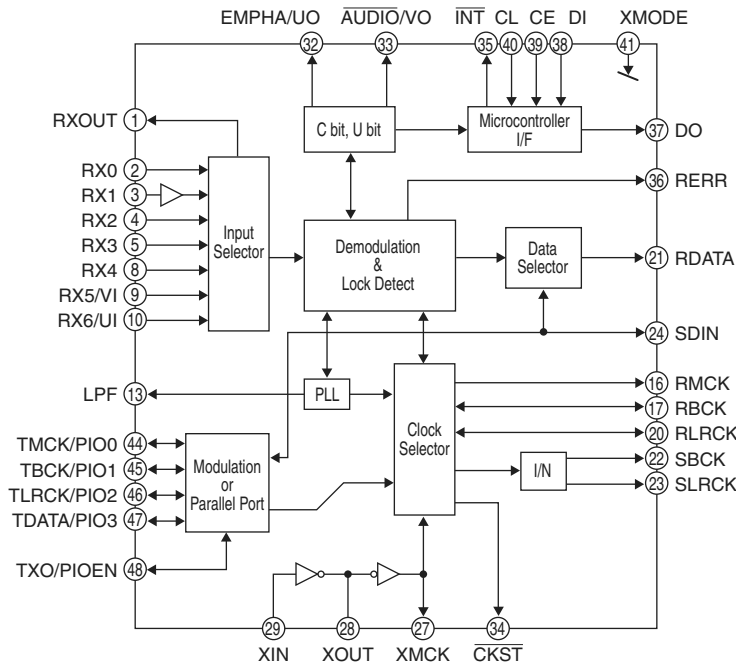 EMPHA/UO
AUDIO/VO
INT
CL
CE
DI
XMODE
32
33
35
40
39
38
41
RXOUT
1
C bit, U bit
Microcontroller
I/F
37
DO
RX0
2
36
RERR
RX1
3
RX2
4
RX3
5
RX4
8
RX5/VI
9
RX6/UI
10
Input
Selector
Demodulation
&
Lock Detect
Data
Selector
21
RDATA
24
SDIN
LPF
13
PLL
Clock
Selector
16
RMCK
17
RBCK
20
RLRCK
I/N
22
SBCK
23
SLRCK
TMCK/PIO0
44
TBCK/PIO1
45
TLRCK/PIO2
46
TDATA/PIO3
47
Modulation
or
Parallel Port
TXO/PIOEN
48
29
28
27
34
XIN
XOUT
XMCK
CKST